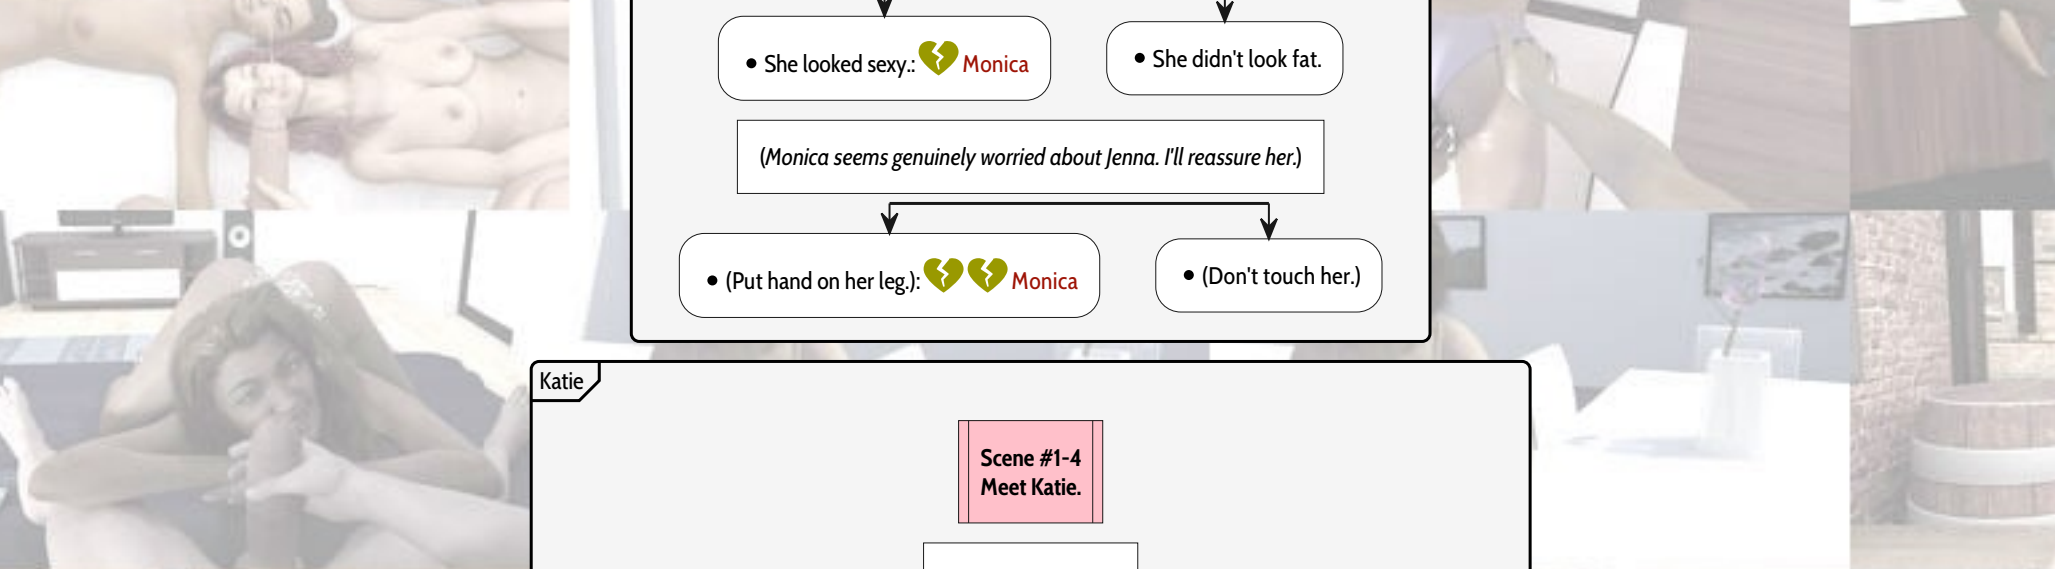 • She looked sexy.: Monica
• She didn't look fat.
(Monica seems genuinely worried about Jenna. I'll reassure her.)
• (Put hand on her leg.): Monica
• (Don't touch her.)
Katie
Scene #1-4
Meet Katie.